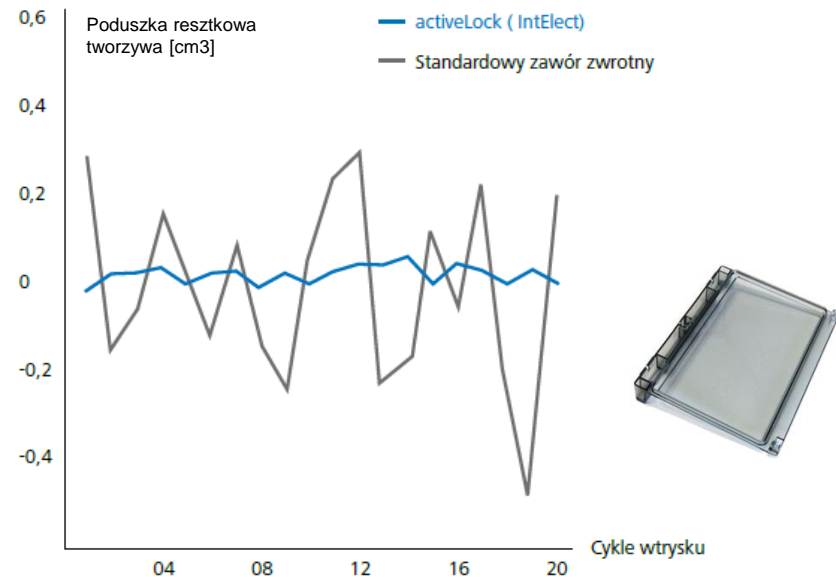 0,6
Poduszka resztkowa
tworzywa [cm3]
activeLock ( IntElect)
Standardowy zawór zwrotny
0,4
0,2
0
-0,2
-0,4
Cykle wtrysku
04 08 12 16 20